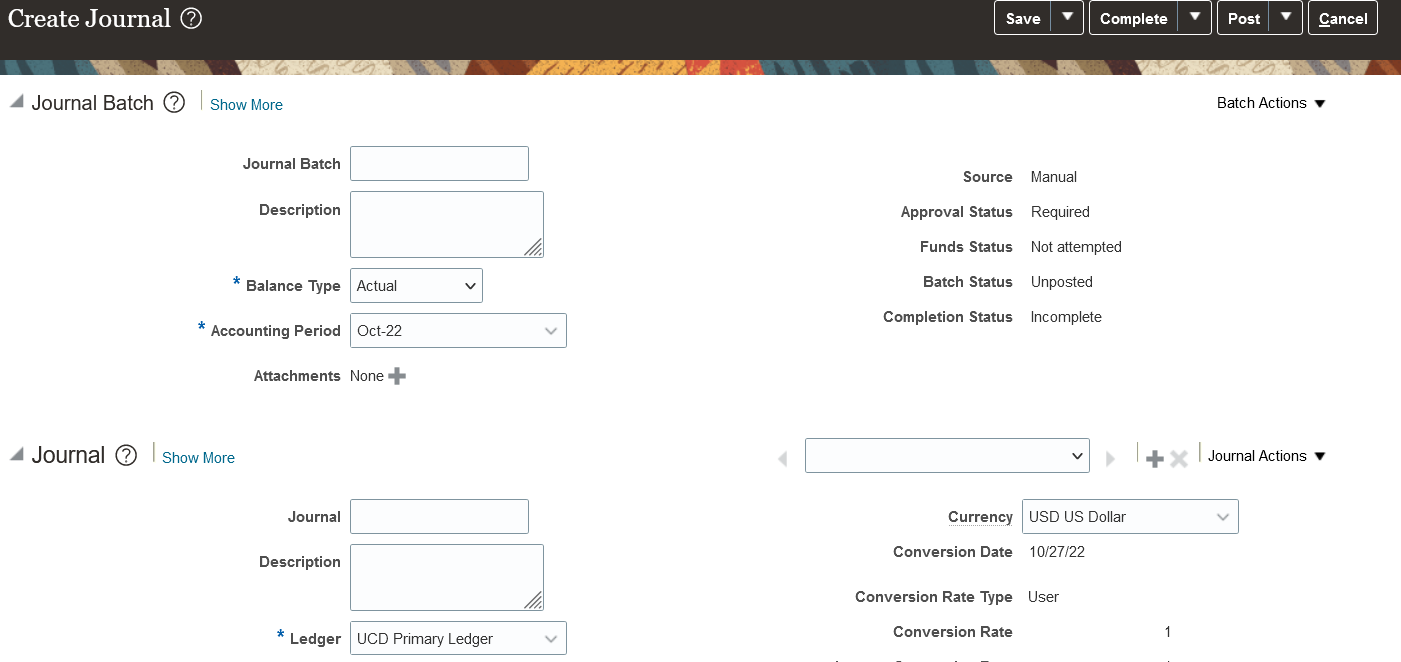 Create Journal ?
Save Complete Post Cancel
Journal Batch ? Show More
Batch Actions
Journal Batch
Description
* Balance Type Actual
* Accounting Period Oct-22
Attachments None
Source Manual
Approval Status Required
Funds Status Not attempted
Batch Status Unposted
Completion Status Incomplete
Journal ? Show More
Journal Actions
Journal
Description
* Ledger UCD Primary Ledger
Currency USD US Dollar
Conversion Date 10/27/22
Conversion Rate Type User
Conversion Rate 1